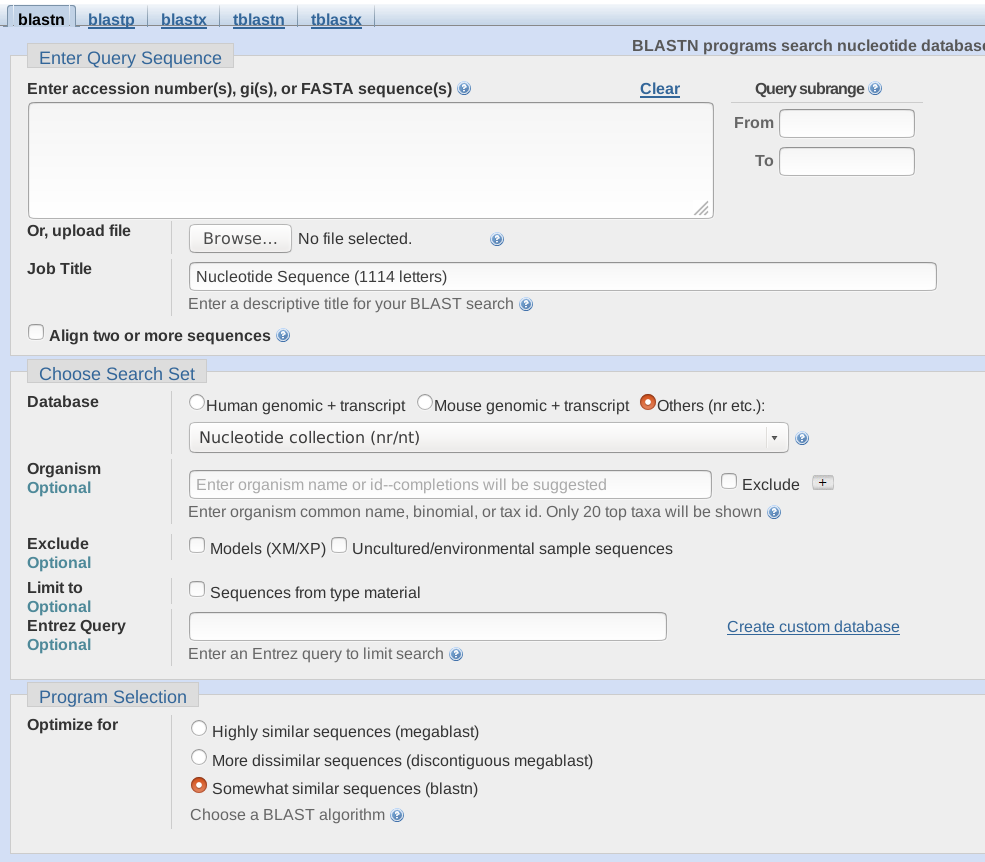 blastn blastp blastx tblastn tblastx
BLASTN programs search nucleotide databas
Enter Query Sequence
Enter accession number(s), gi(s), or FASTA sequence(s) Clear Query subrange
From
To
Or, upload file Browse... No file selected.
Job Title Nucleotide Sequence (1114 letters)
Enter a descriptive title for your BLAST search
Align two or more sequences
Choose Search Set
Database Human genomic + transcript Mouse genomic + transcript Others (nr etc.):
Nucleotide collection (nr/nt)
Organism
Optional
Enter organism name or id--completions will be suggested Exclude +
Enter organism common name, binomial, or tax id. Only 20 top taxa will be shown
Exclude
Optional
Models (XM/XP) Uncultured/environmental sample sequences
Limit to
Optional
Sequences from type material
Entrez Query
Optional
Create custom database
Enter an Entrez query to limit search
Program Selection
Optimize for
Highly similar sequences (megablast)
More dissimilar sequences (discontiguous megablast)
Somewhat similar sequences (blastn)
Choose a BLAST algorithm